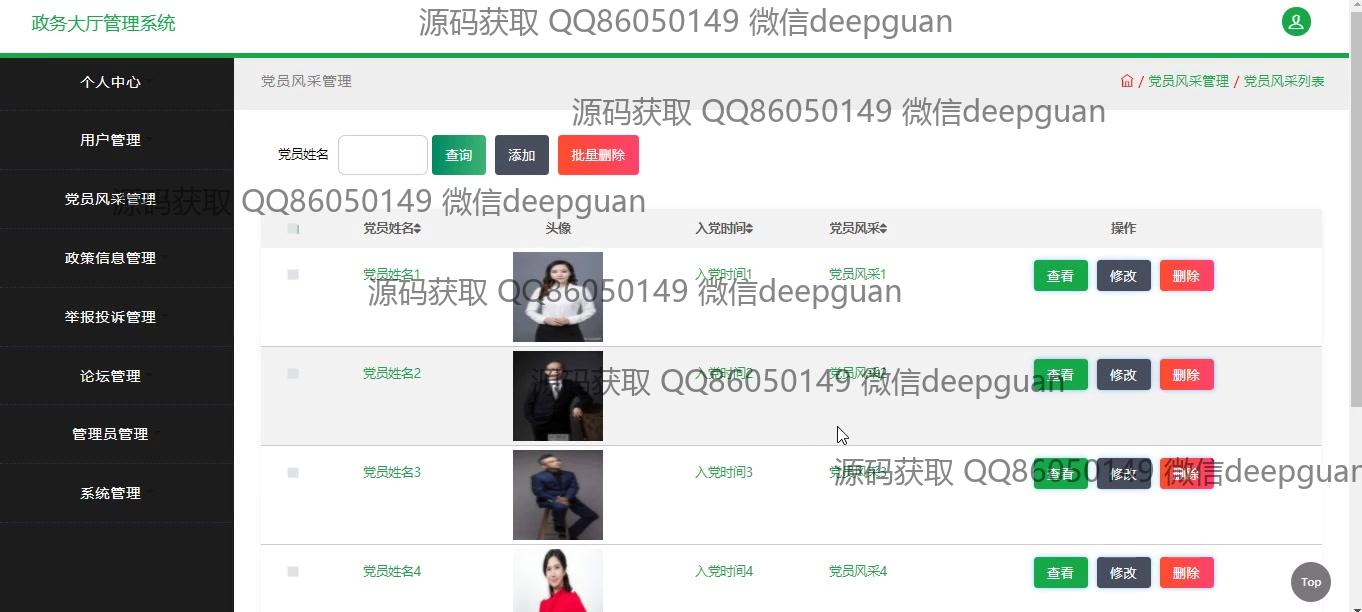 政务大厅管理系统
源码获取 QQ86050149 微信deepguan
个人中心
党员风采管理
/ 党员风采管理 / 党员风采列表
源码获取 QQ86050149 微信deepguan
用户管理
党员姓名 查询 添加 批量删除
党员风采管理
源码获取 QQ86050149 微信deepguan
党员姓名 头像 入党时间 党员风采 操作
政策信息管理
党员姓名1 入党时间1 党员风采1 查看 修改 删除
源码获取 QQ86050149 微信deepguan
举报投诉管理
论坛管理
党员姓名2 入党时间2 党员风采2 查看 修改 删除
源码获取 QQ86050149 微信deepguan
管理员管理
党员姓名3 入党时间3 党员风采3 查看 修改 删除
源码获取 QQ86050149 微信deepguan
系统管理
党员姓名4 入党时间4 党员风采4 查看 修改 删除
Top